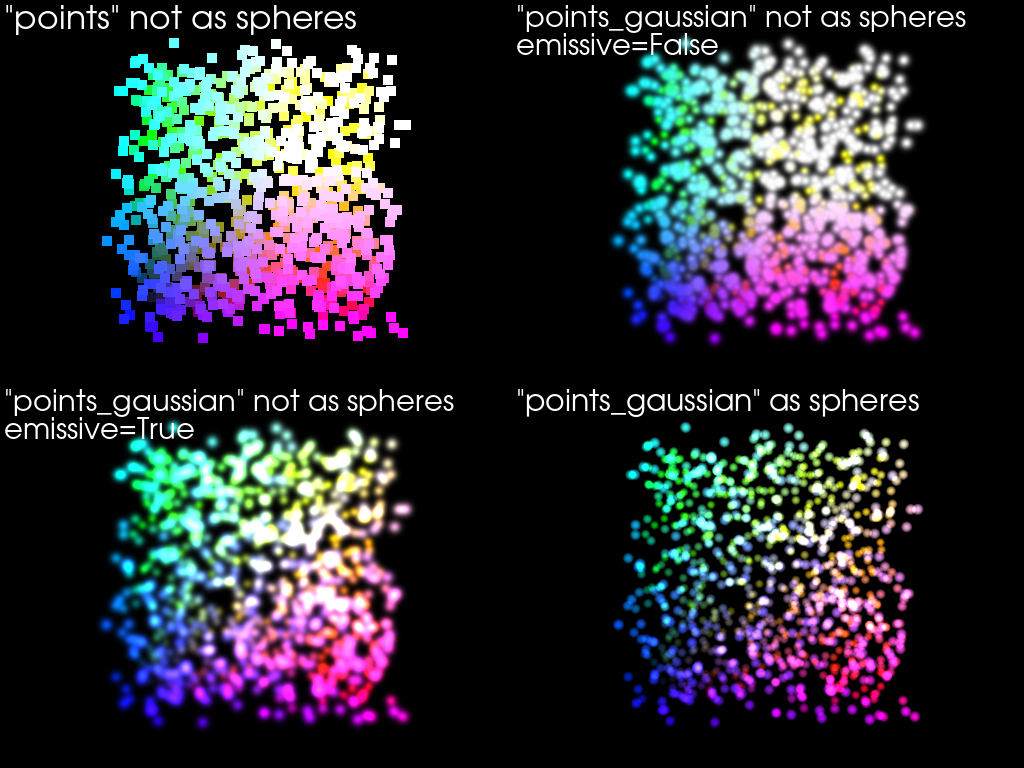 "points" not as spheres
"points_gaussian" not as spheres
emissive=False
"points_gaussian" not as spheres
emissive=True
"points_gaussian" as spheres